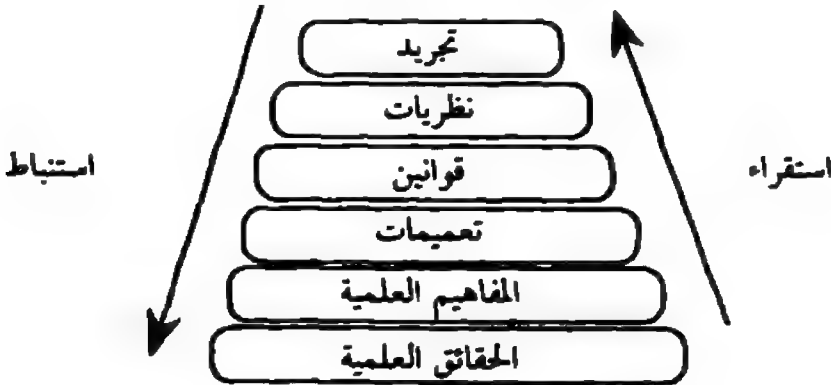 تجريد
نظريات
استقراء
قوانين
استنباط
تعميمات
المفاهيم العلمية
الحقائق العلمية